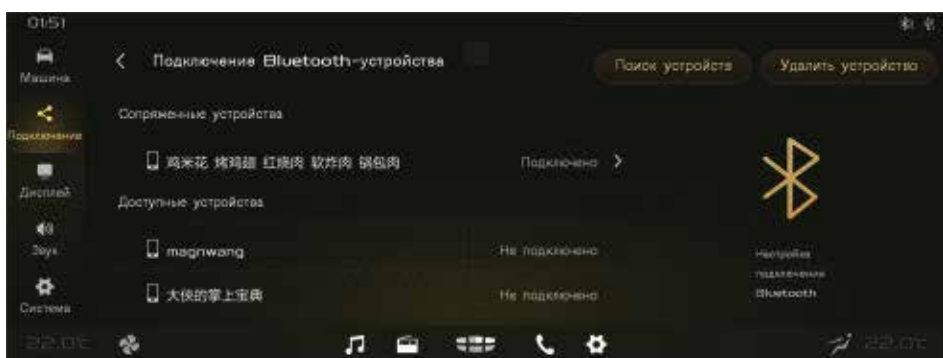 01:51
Машина
Подключение Bluetooth-устройства
Поиск устройств
Удалить устройство
Подключение
Сопряженные устройства
鸡米花 烤鸡翅 红烧肉 软炸肉 锅包肉
Подключено
Дисплей
Доступные устройства
Звук
magnwang
Не подключено
Настройка
подключения
Bluetooth
Система
大侠的掌上宝典
Не подключено
22.0℃
22.0℃